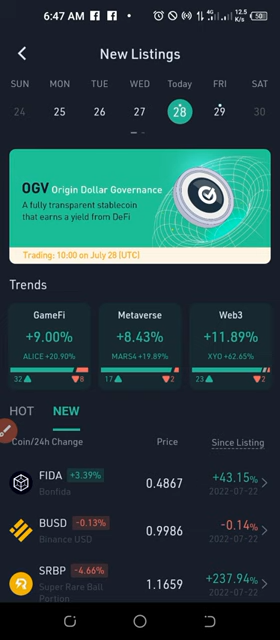 6:47 AM
4G
12.5
KB/s
50
New Listings
SUN MON TUE WED Today FRI SAT
24 25 26 27 28 29 30
OGV Origin Dollar Governance
A fully transparent stablecoin
that earns a yield from DeFi
Trading: 10:00 on July 28 (UTC)
Trends
GameFi Metaverse Web3
+9.00% +8.43% +11.89%
ALICE +20.90% MARS4 +19.89% XYO +62.65%
32 8 17 2 23 2
HOT NEW
Coin/24h Change Price Since Listing
FIDA +3.39% 0.4867 +43.15%
Bonfida 2022-07-22
BUSD -0.13% 0.9986 -0.14%
Binance USD 2022-07-22
SRBP -4.66% 1.1659 +237.94%
Super Rare Ball 2022-07-22
Portion